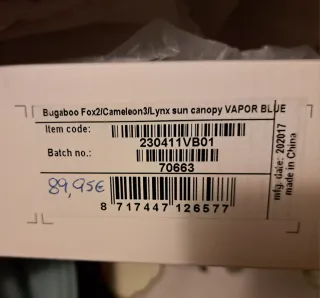 Bugaboo Fox2/Cameleon3/Lynx sun canopy VAPOR BLUE
Item code:
230411VB01
Batch no.:
70663
89,95€
8 717447 126577
mfg. date: 202017
made in China